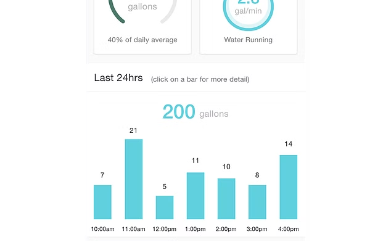 gallons
gal/min
40% of daily average
Water Running
Last 24hrs (click on a bar for more detail)
200 gallons
7
21
5
11
10
8
14
10:00am
11:00am
12:00pm
1:00pm
2:00pm
3:00pm
4:00pm